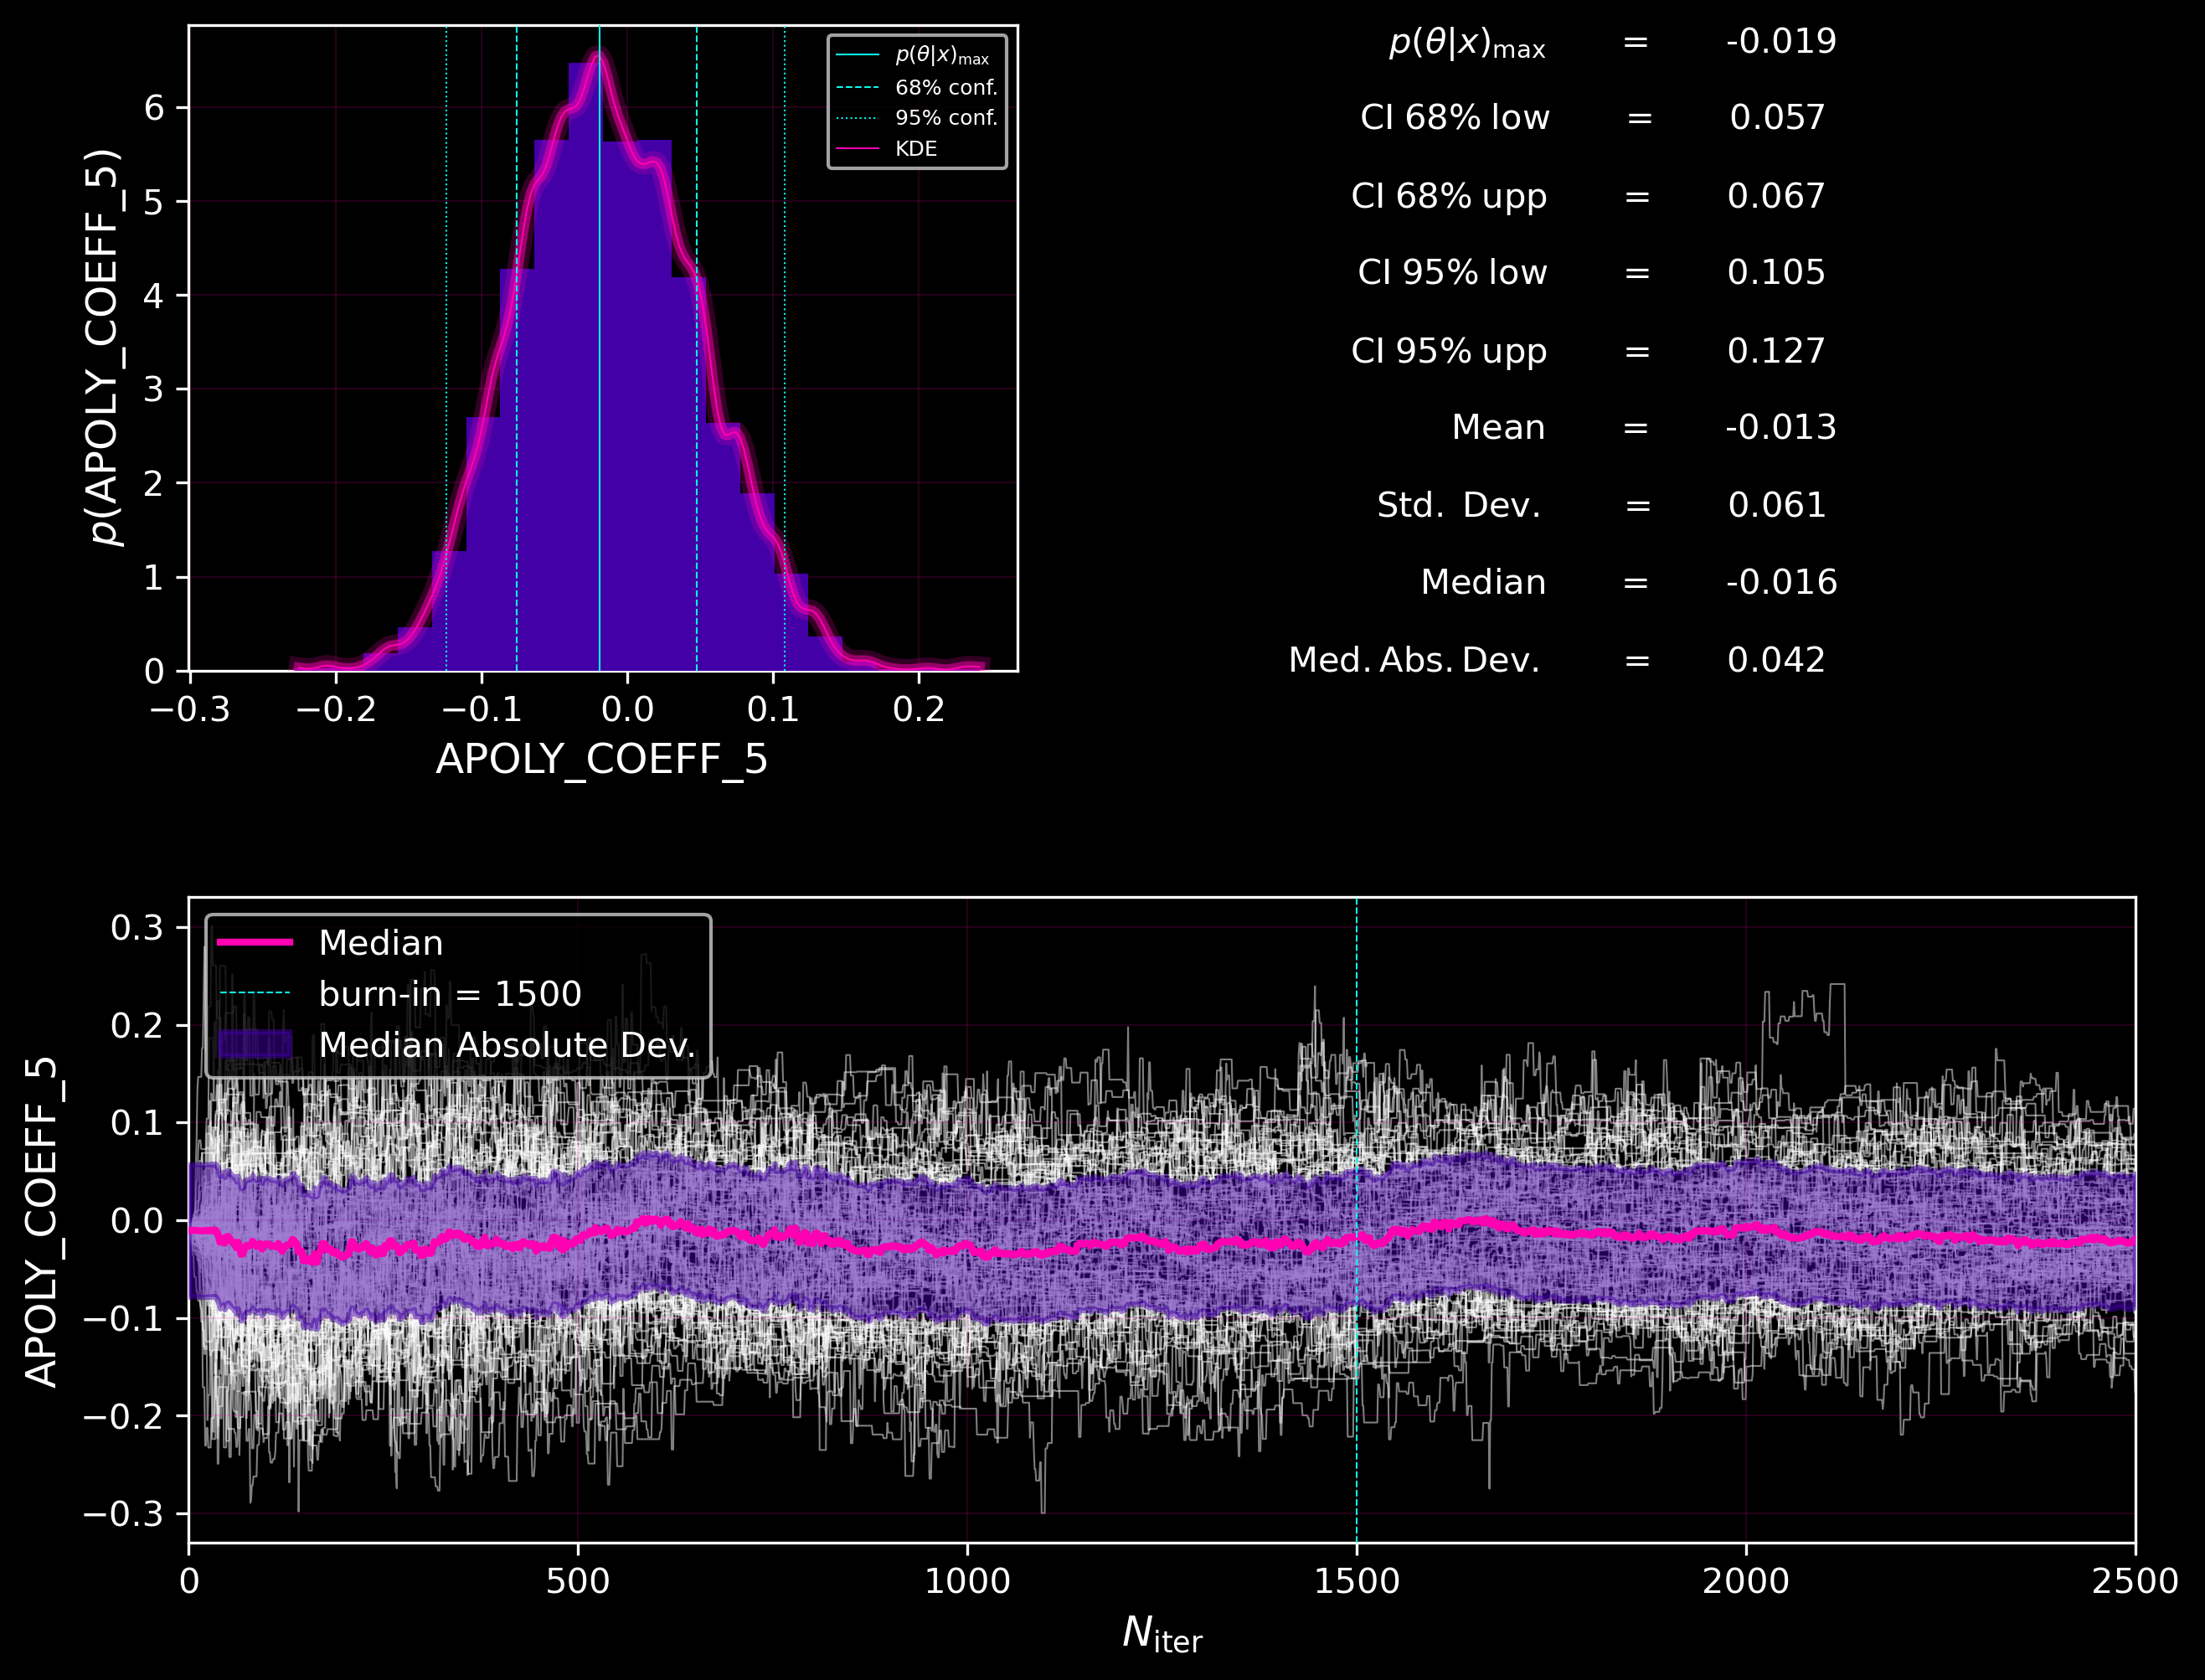 p(APOLY_COEFF_5)
6
5
4
3
2
1
0
−0.3 −0.2 −0.1 0.0 0.1 0.2
APOLY_COEFF_5
p(θ|x)max
68% conf.
95% conf.
KDE
p(θ|x)max = -0.019
CI 68% low = 0.057
CI 68% upp = 0.067
CI 95% low = 0.105
CI 95% upp = 0.127
Mean = -0.013
Std. Dev. = 0.061
Median = -0.016
Med. Abs. Dev. = 0.042
APOLY_COEFF_5
0.3
0.2
0.1
0.0
−0.1
−0.2
−0.3
Median
burn-in = 1500
Median Absolute Dev.
0 500 1000 1500 2000 2500
Niter